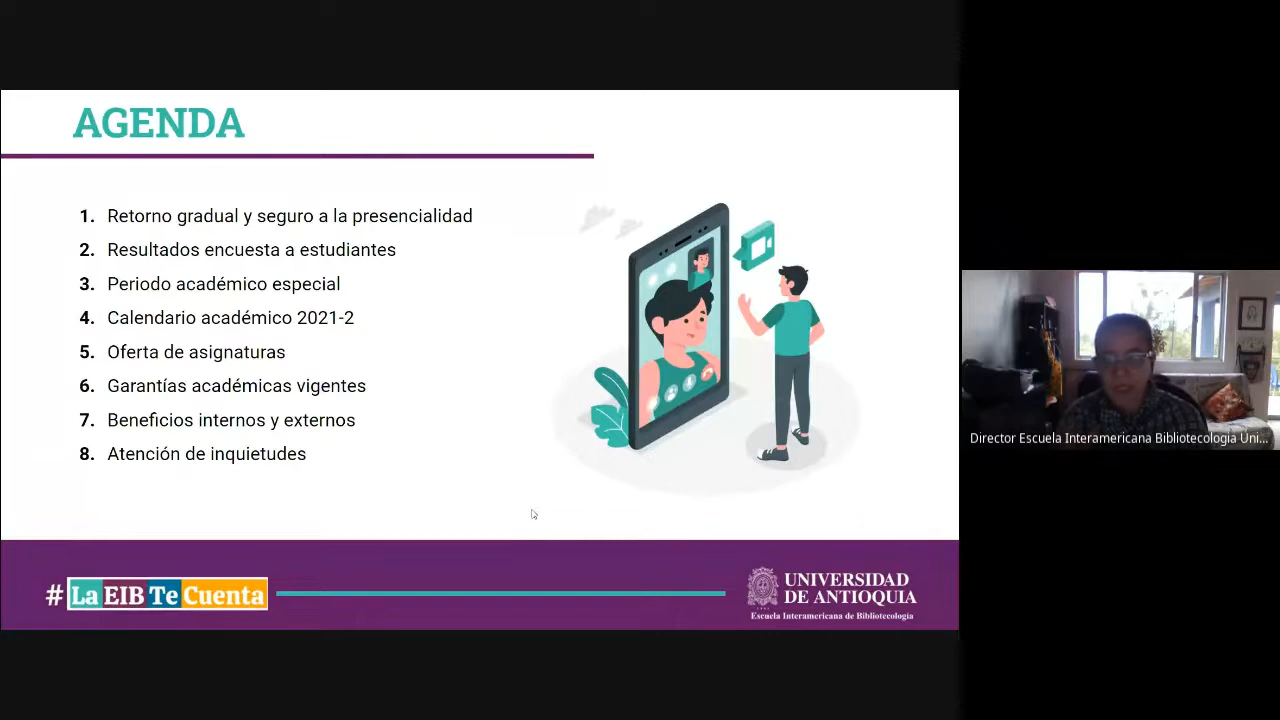 AGENDA
1. Retorno gradual y seguro a la presencialidad
2. Resultados encuesta a estudiantes
3. Periodo académico especial
4. Calendario académico 2021-2
5. Oferta de asignaturas
6. Garantías académicas vigentes
7. Beneficios internos y externos
8. Atención de inquietudes
Director Escuela Interamericana Bibliotecología Uni...
#La EIB Te Cuenta
UNIVERSIDAD
DE ANTIOQUIA
Escuela Interamericana de Bibliotecología